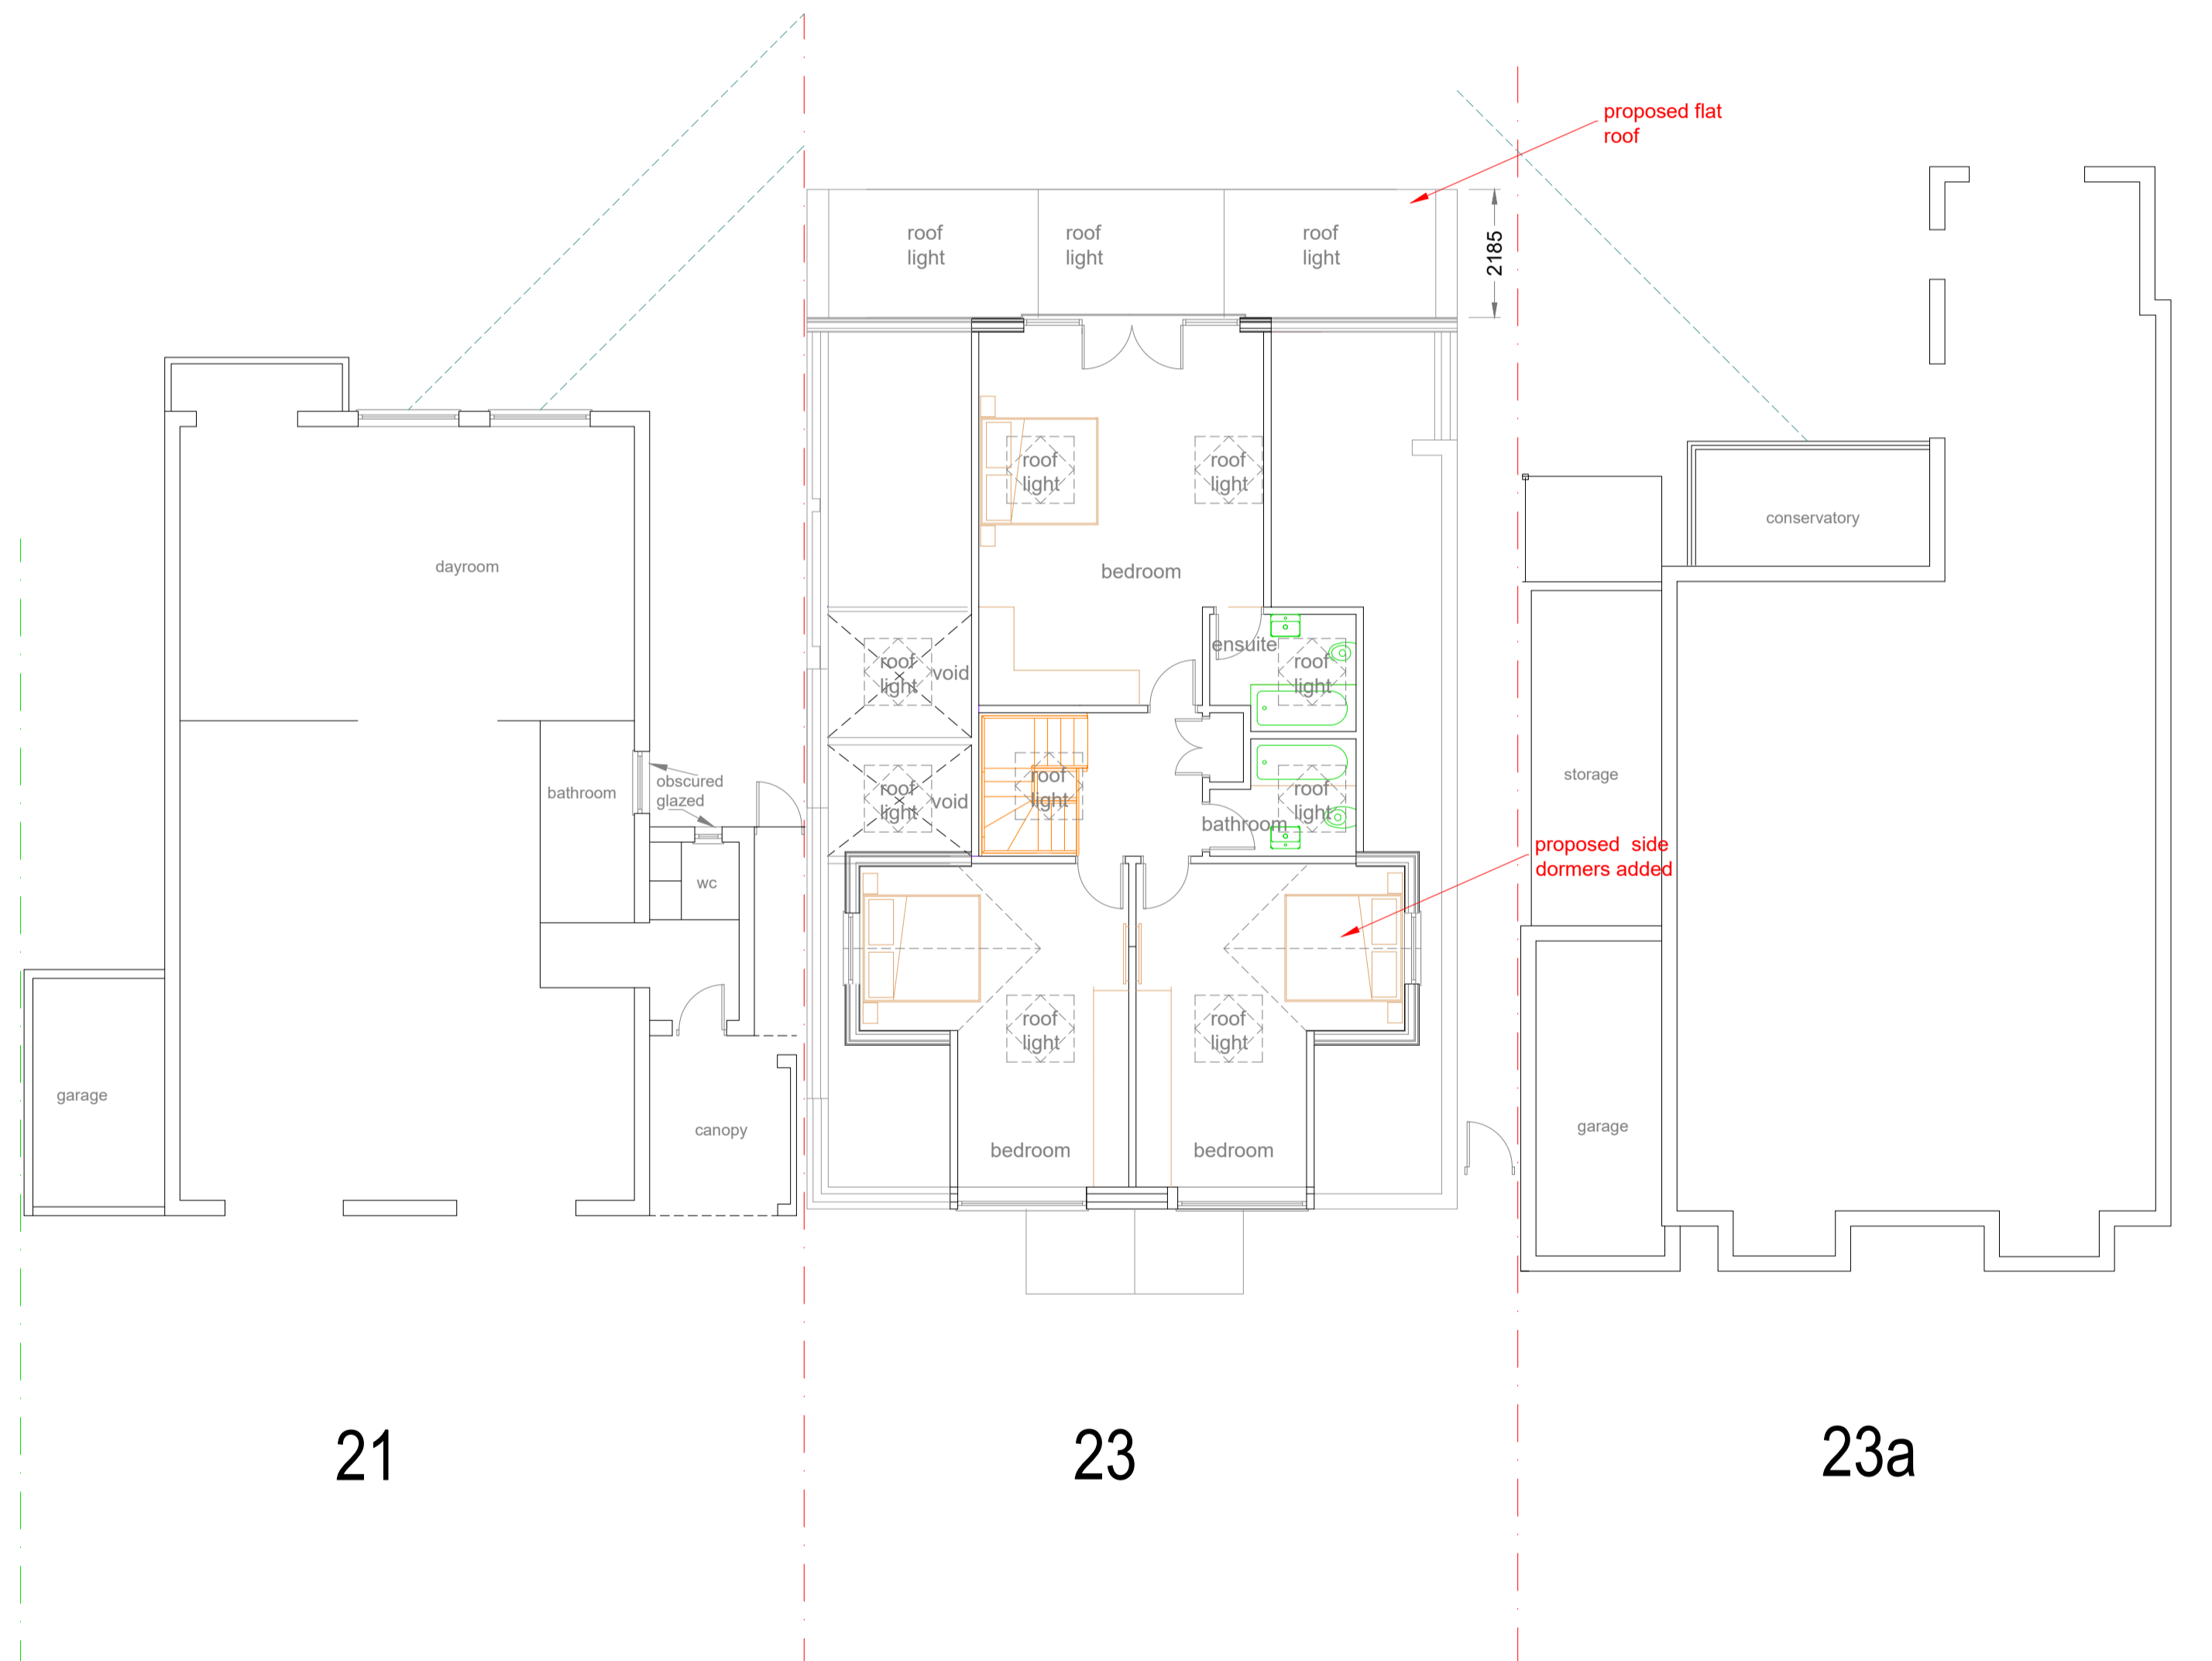 proposed flat
roof
roof
light
roof
light
roof
light
2185
roof
light
roof
light
conservatory
dayroom
bedroom
ensuite
roof
light
void
roof
light
obscured
glazed
bathroom
roof
light
void
roof
light
roof
light
bathroom
storage
proposed  side
dormers added
wc
roof
light
roof
light
garage
canopy
bedroom
bedroom
garage
21
23
23a